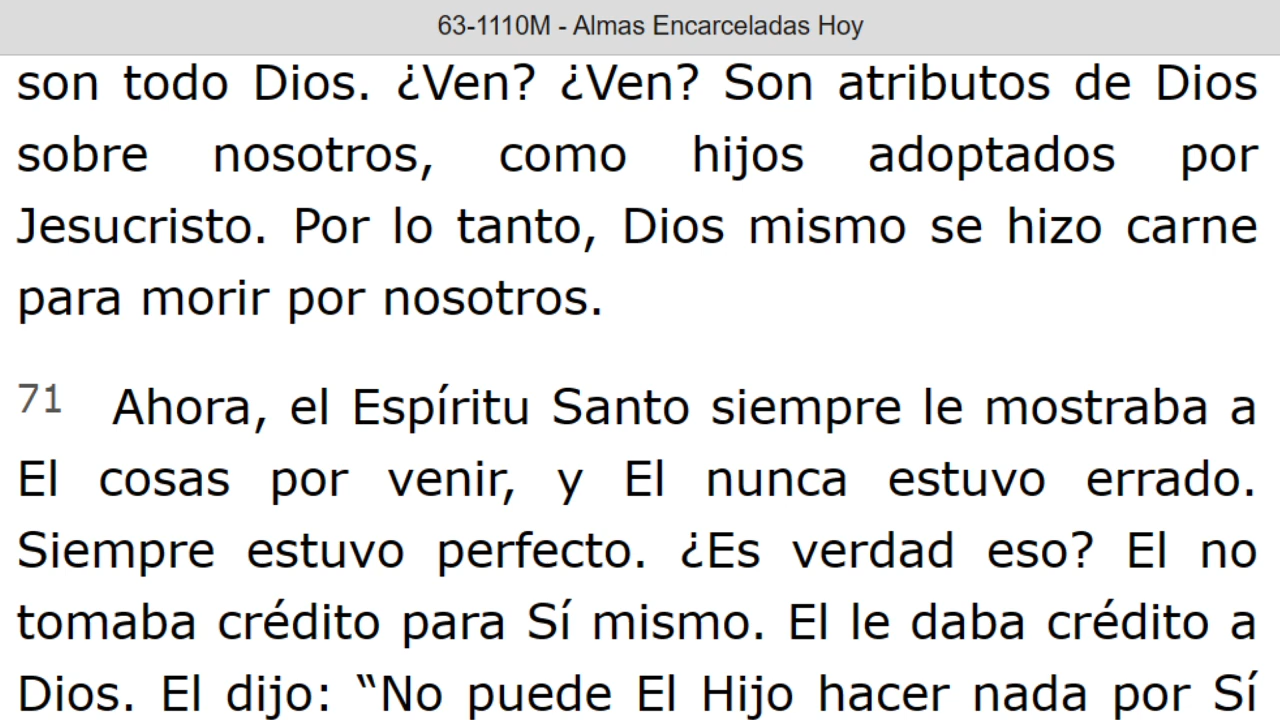 63-1110M - Almas Encarceladas Hoy
son todo Dios. ¿Ven? ¿Ven? Son atributos de Dios
sobre nosotros, como hijos adoptados por
Jesucristo. Por lo tanto, Dios mismo se hizo carne
para morir por nosotros.
71 Ahora, el Espíritu Santo siempre le mostraba a
El cosas por venir, y El nunca estuvo errado.
Siempre estuvo perfecto. ¿Es verdad eso? El no
tomaba crédito para Sí mismo. El le daba crédito a
Dios. El dijo: “No puede El Hijo hacer nada por Sí